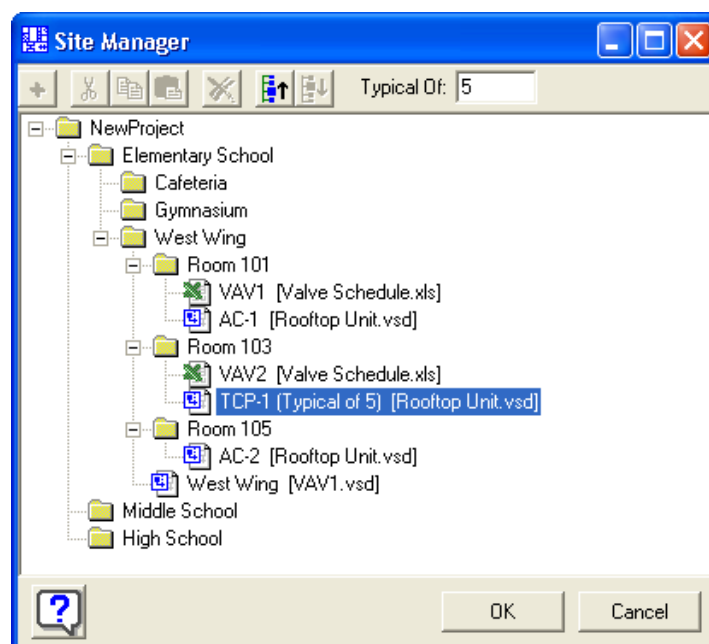 Site Manager
Typical Of: 5
NewProject
Elementary School
Cafeteria
Gymnasium
West Wing
Room 101
VAV1 [Valve Schedule.xls]
AC-1 [Rooftop Unit.vsd]
Room 103
VAV2 [Valve Schedule.xls]
TCP-1 (Typical of 5) [Rooftop Unit.vsd]
Room 105
AC-2 [Rooftop Unit.vsd]
West Wing [VAV1.vsd]
Middle School
High School
OK Cancel